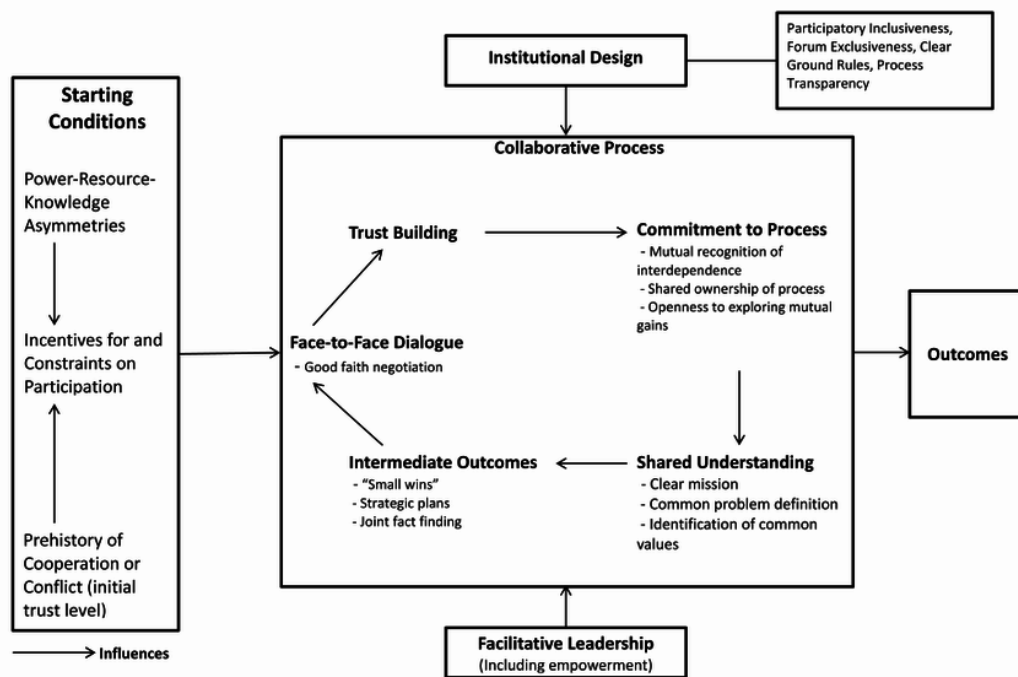 Participatory Inclusiveness,
Forum Exclusiveness, Clear
Ground Rules, Process
Transparency
Institutional Design
Starting
Conditions
Power-Resource-
Knowledge
Asymmetries
Incentives for and
Constraints on
Participation
Prehistory of
Cooperation or
Conflict (initial
trust level)
Influences
Collaborative Process
Trust Building
Commitment to Process
- Mutual recognition of
interdependence
- Shared ownership of process
- Openness to exploring mutual
gains
Face-to-Face Dialogue
- Good faith negotiation
Intermediate Outcomes
- “Small wins”
- Strategic plans
- Joint fact finding
Shared Understanding
- Clear mission
- Common problem definition
- Identification of common
values
Outcomes
Facilitative Leadership
(Including empowerment)